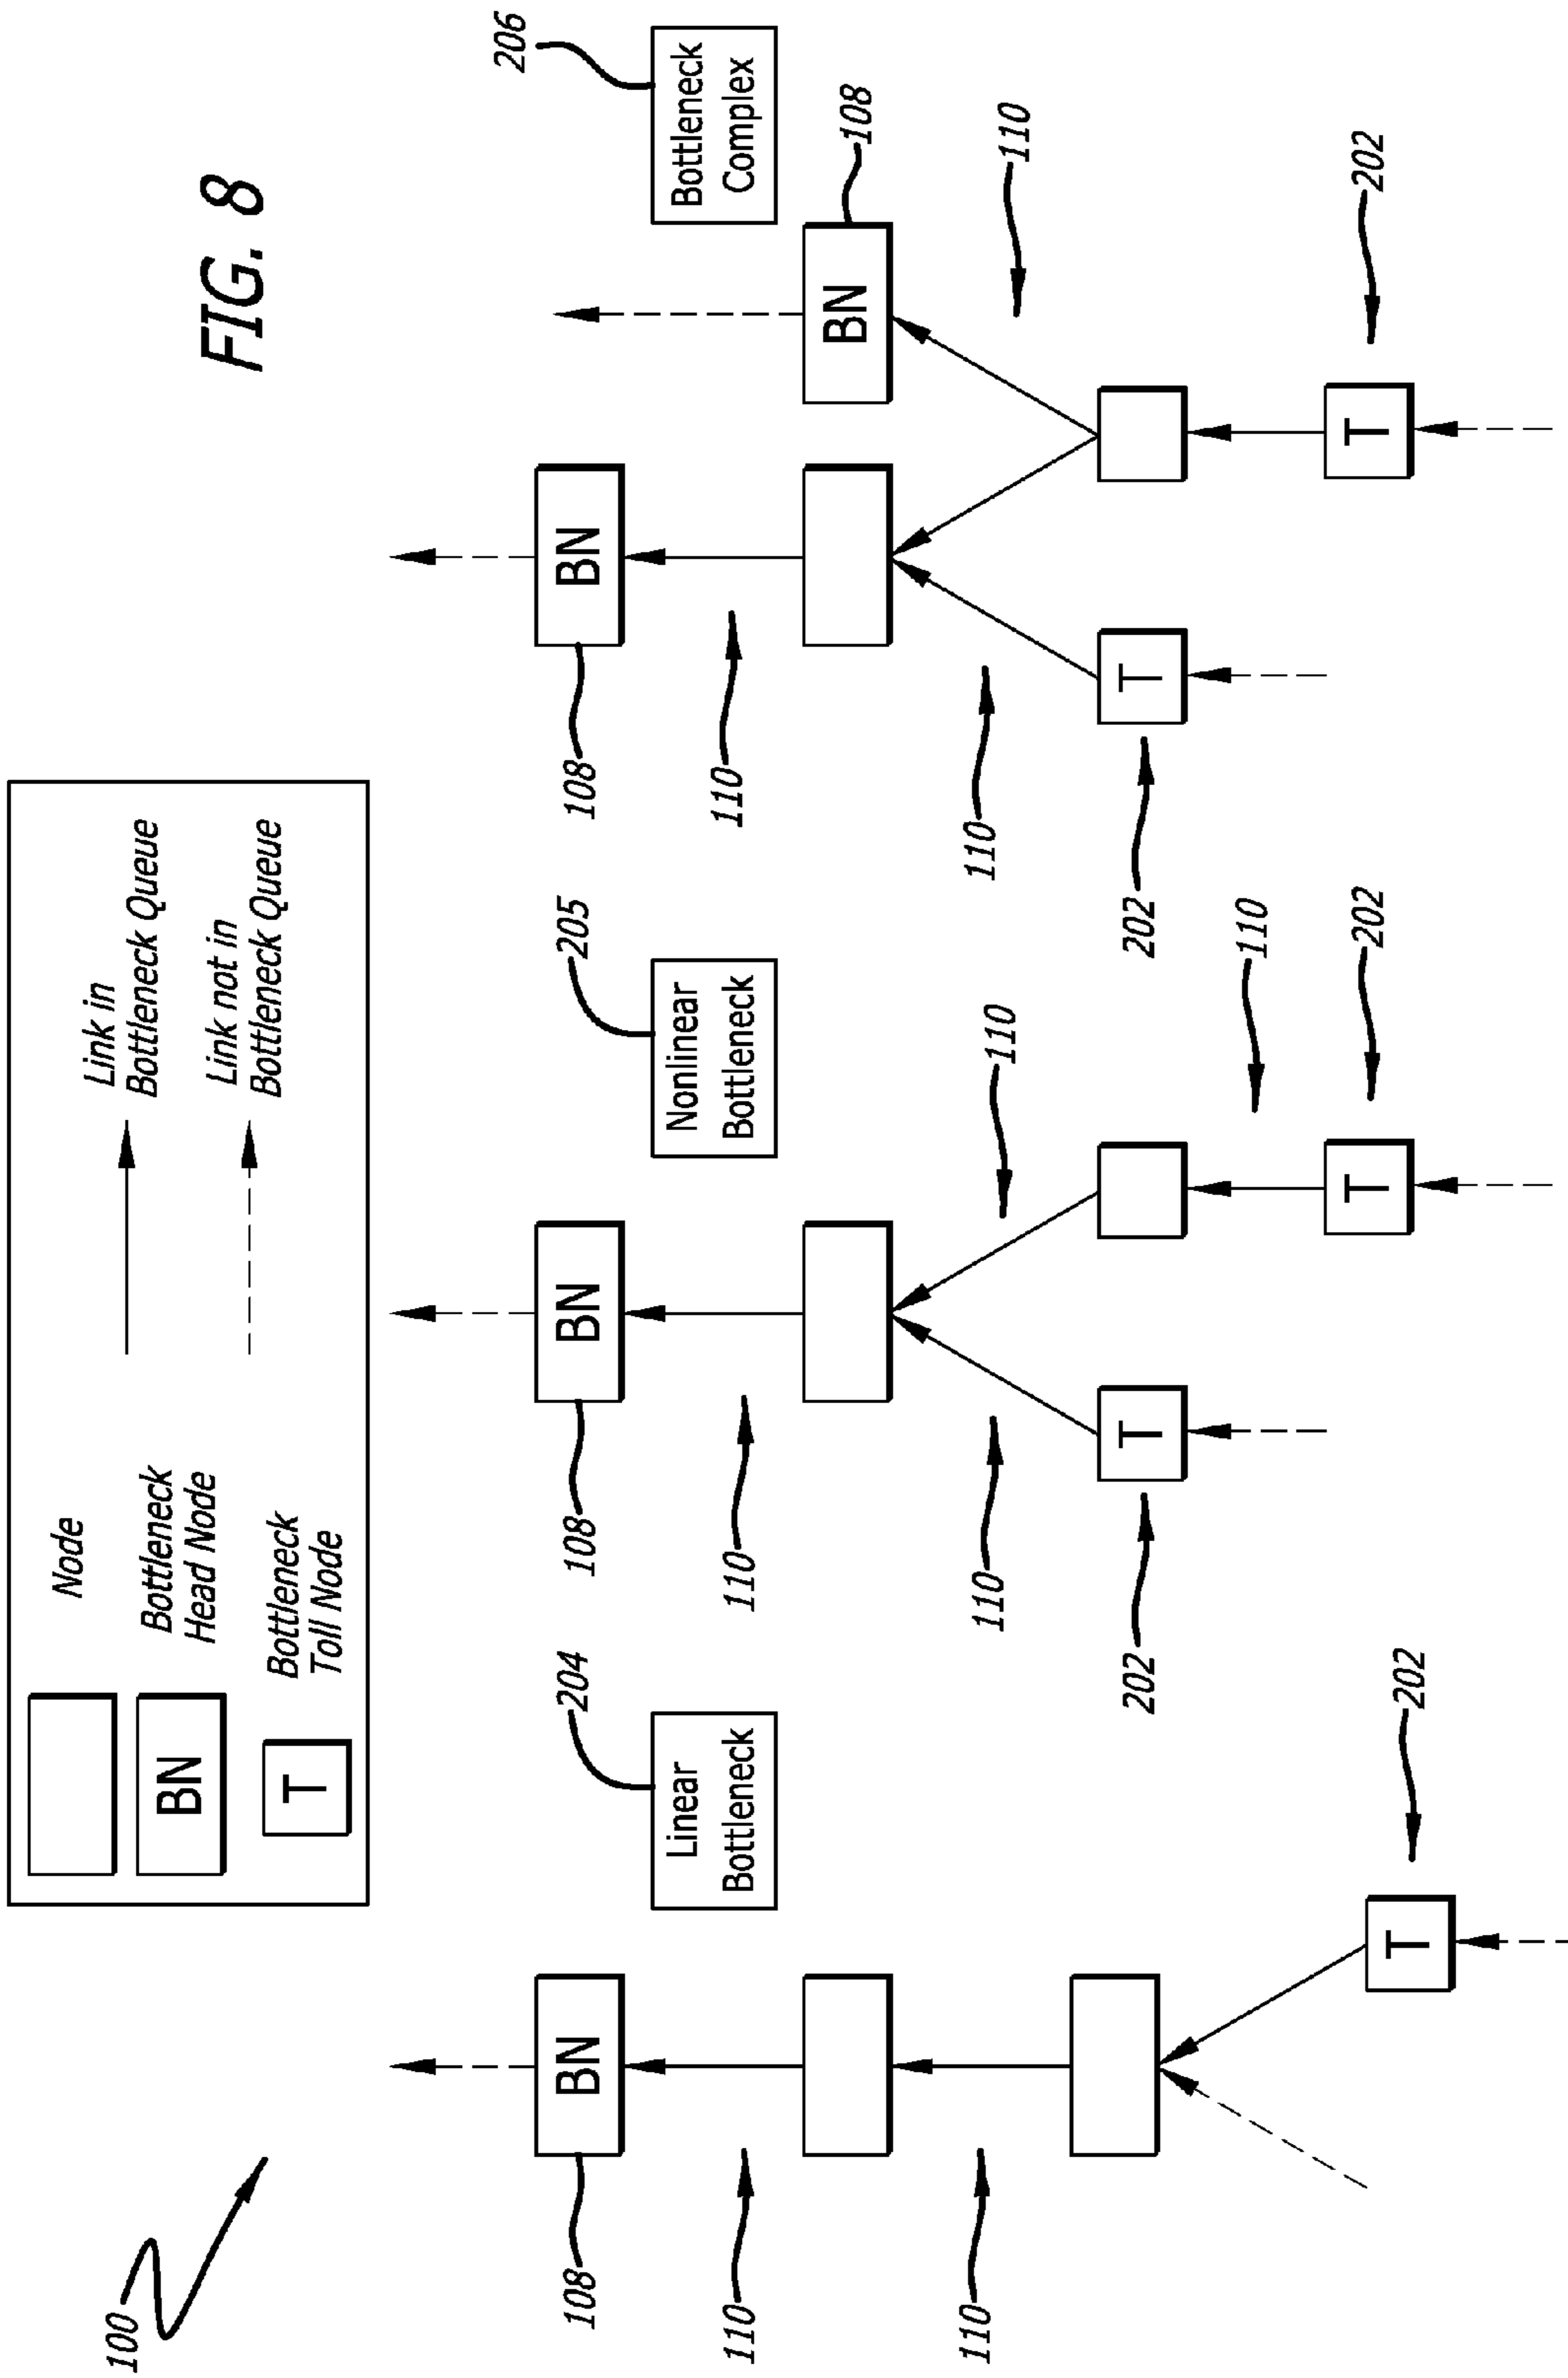 FIG. 8
100
Node
BN
Bottleneck
Head Node
T
Bottleneck
Toll Node
Link in
Bottleneck Queue
Link not in
Bottleneck Queue
BN
108
204
Linear
Bottleneck
110
110
T
202
BN
108
205
Nonlinear
Bottleneck
110
110
110
T
202
110
T
202
BN
108
206
Bottleneck
Complex
110
BN
108
110
110
T
202
T
202